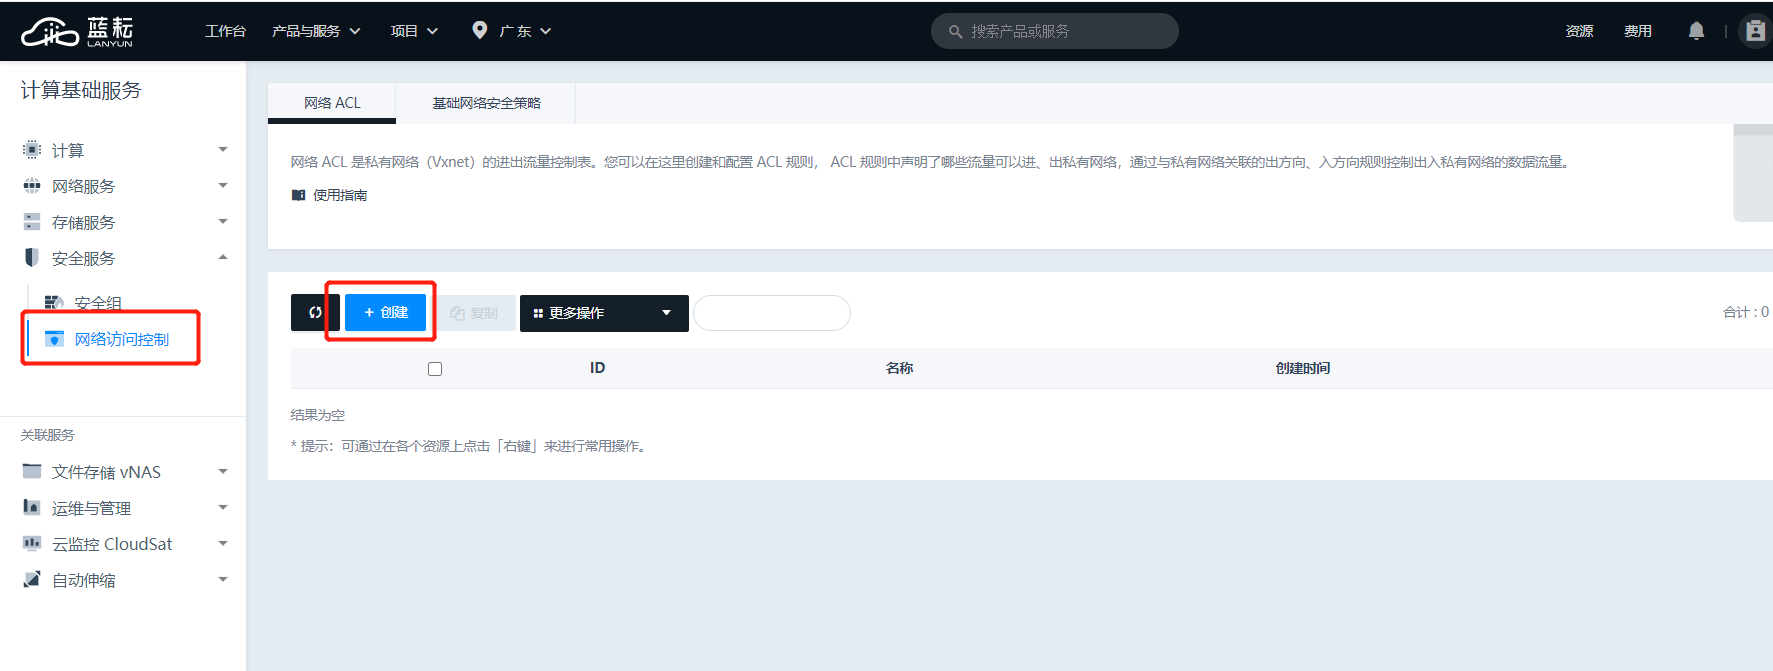 蓝耘
LANYUN
工作台 产品与服务 项目 广东 搜索产品或服务 资源 费用
计算基础服务
计算
网络服务
存储服务
安全服务
安全组
网络访问控制
关联服务
文件存储 vNAS
运维与管理
云监控 CloudSat
自动伸缩
网络 ACL 基础网络安全策略
网络 ACL 是私有网络（Vxnet）的进出流量控制表。您可以在这里创建和配置 ACL 规则， ACL 规则中声明了哪些流量可以进、出私有网络，通过与私有网络关联的出方向、入方向规则控制出入私有网络的数据流量。
使用指南
+ 创建 复制 更多操作 合计 : 0
ID 名称 创建时间
结果为空
* 提示：可通过在各个资源上点击「右键」来进行常用操作。